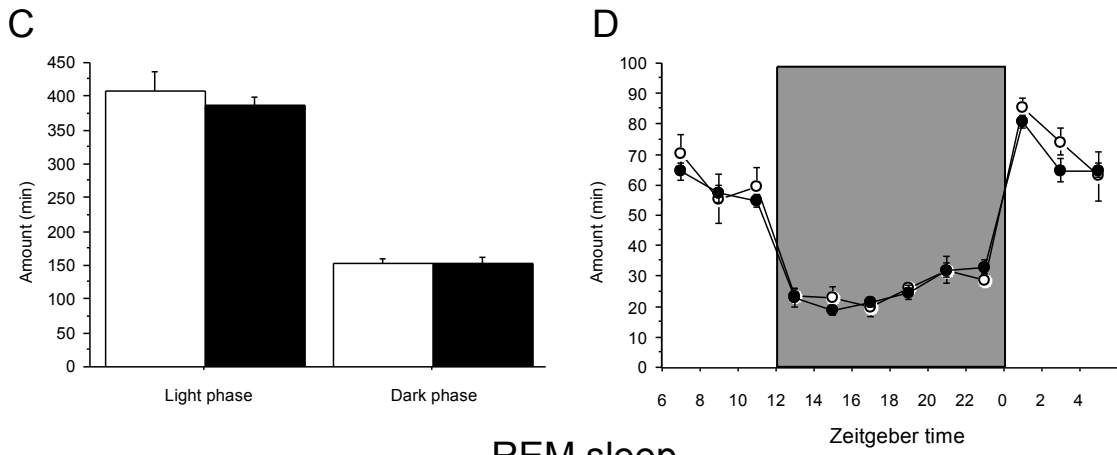 C
D
450
400
350
300
250
200
150
100
50
0
Amount (min)
Light phase
Dark phase
100
90
80
70
60
50
40
30
20
10
0
Amount (min)
6 8 10 12 14 16 18 20 22 0 2 4
Zeitgeber time
REM sleep